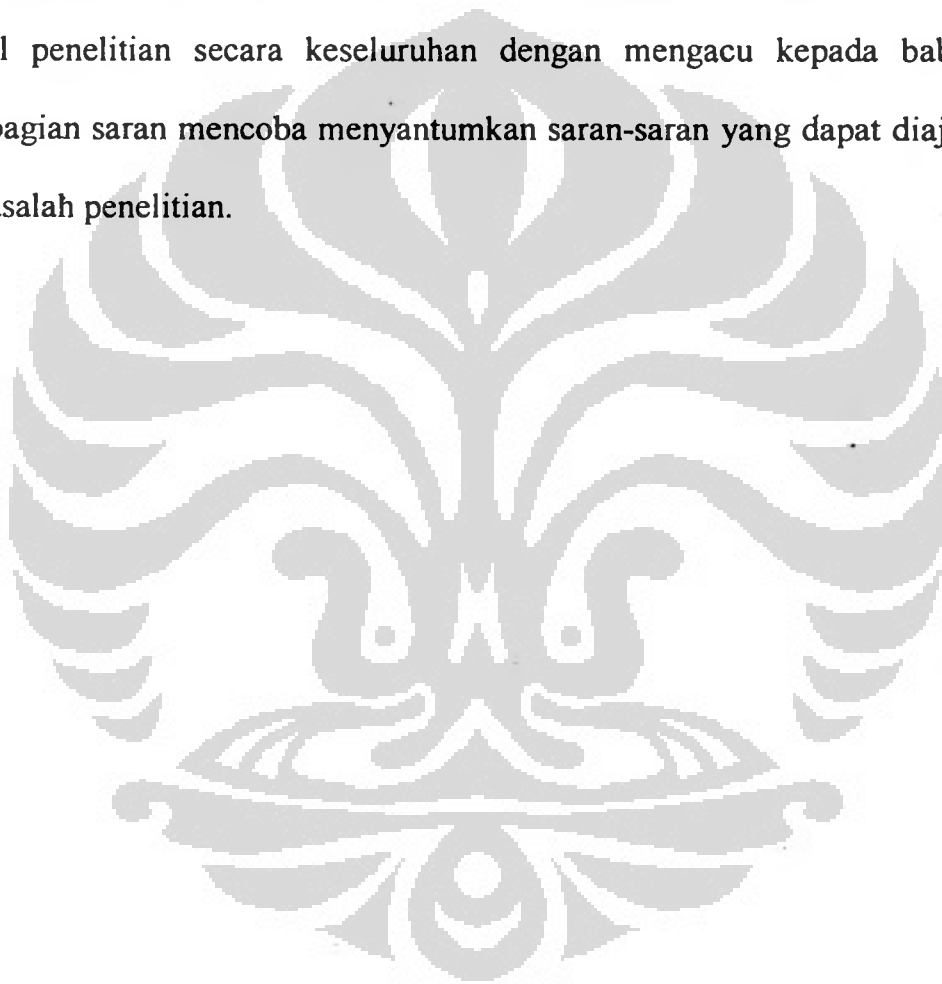 l penelitian secara keseluruhan dengan mengacu kepada bab
bagian saran mencoba menyantumkan saran-saran yang dapat diaj
salah penelitian.